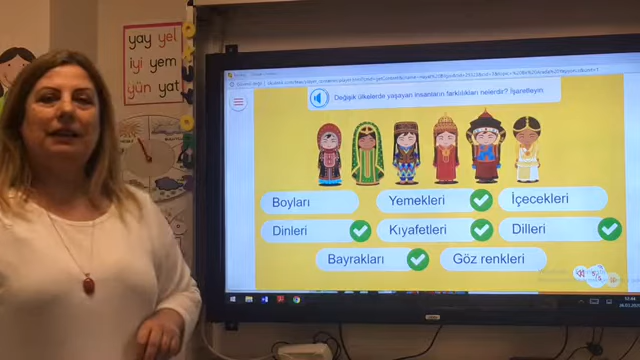 yay yel
iyi yem
yün yat
Değişik ülkelerde yaşayan insanların farklılıkları nelerdir? İşaretleyin.
Boyları
Yemekleri
İçecekleri
Dinleri
Kıyafetleri
Dilleri
Bayrakları
Göz renkleri